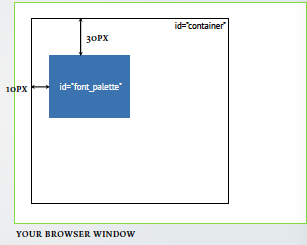 id="container"
30PX
10PX
id="font_palette"
YOUR BROWSER WINDOW